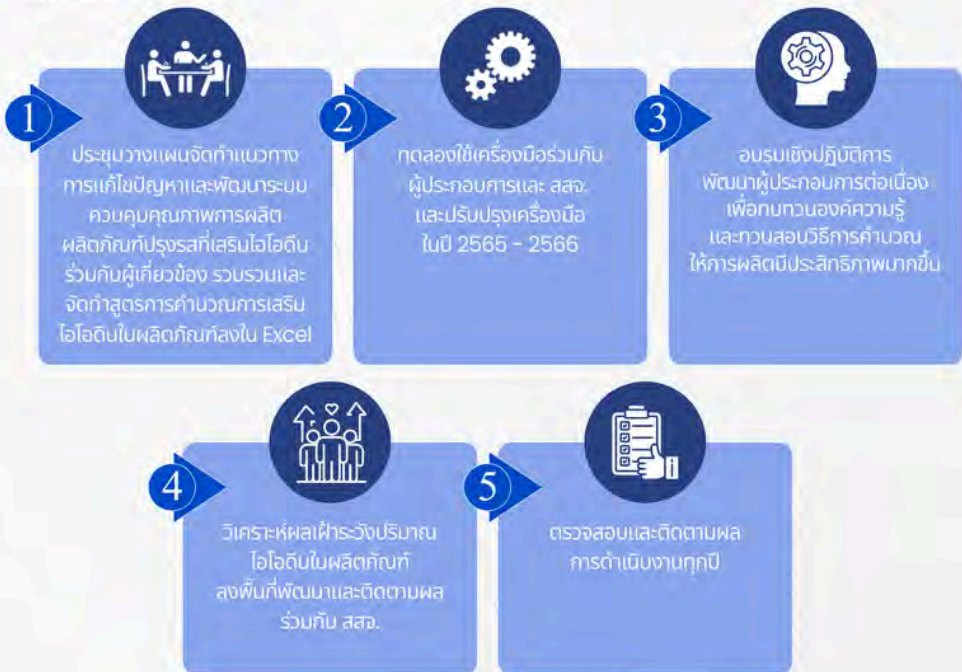 1
ประชุมวางแผนจัดทำแนวทาง
การแก้ไขปัญหาและพัฒนาระบบ
ควบคุมคุณภาพการผลิต
ผลิตภัณฑ์ปรุงรสที่เสริมไอโอดีน
ร่วมกับผู้เกี่ยวข้อง รวบรวมและ
จัดทำสูตรการคำนวณการเสริม
ไอโอดีนในผลิตภัณฑ์ลงใน Excel
2
ทดลองใช้เครื่องมือร่วมกับ
ผู้ประกอบการและ สสจ.
และปรับปรุงเครื่องมือ
ในปี 2565 - 2566
3
อบรมเชิงปฏิบัติการ
พัฒนาผู้ประกอบการต่อเนื่อง
เพื่อทบทวนองค์ความรู้
และทวนสอบวิธีการคำนวณ
ให้การผลิตมีประสิทธิภาพมากขึ้น
4
วิเคราะห์ผลเฝ้าระวังปริมาณ
ไอโอดีนในผลิตภัณฑ์
ลงพื้นที่พัฒนาและติดตามผล
ร่วมกับ สสจ.
5
ตรวจสอบและติดตามผล
การดำเนินงานทุกปี